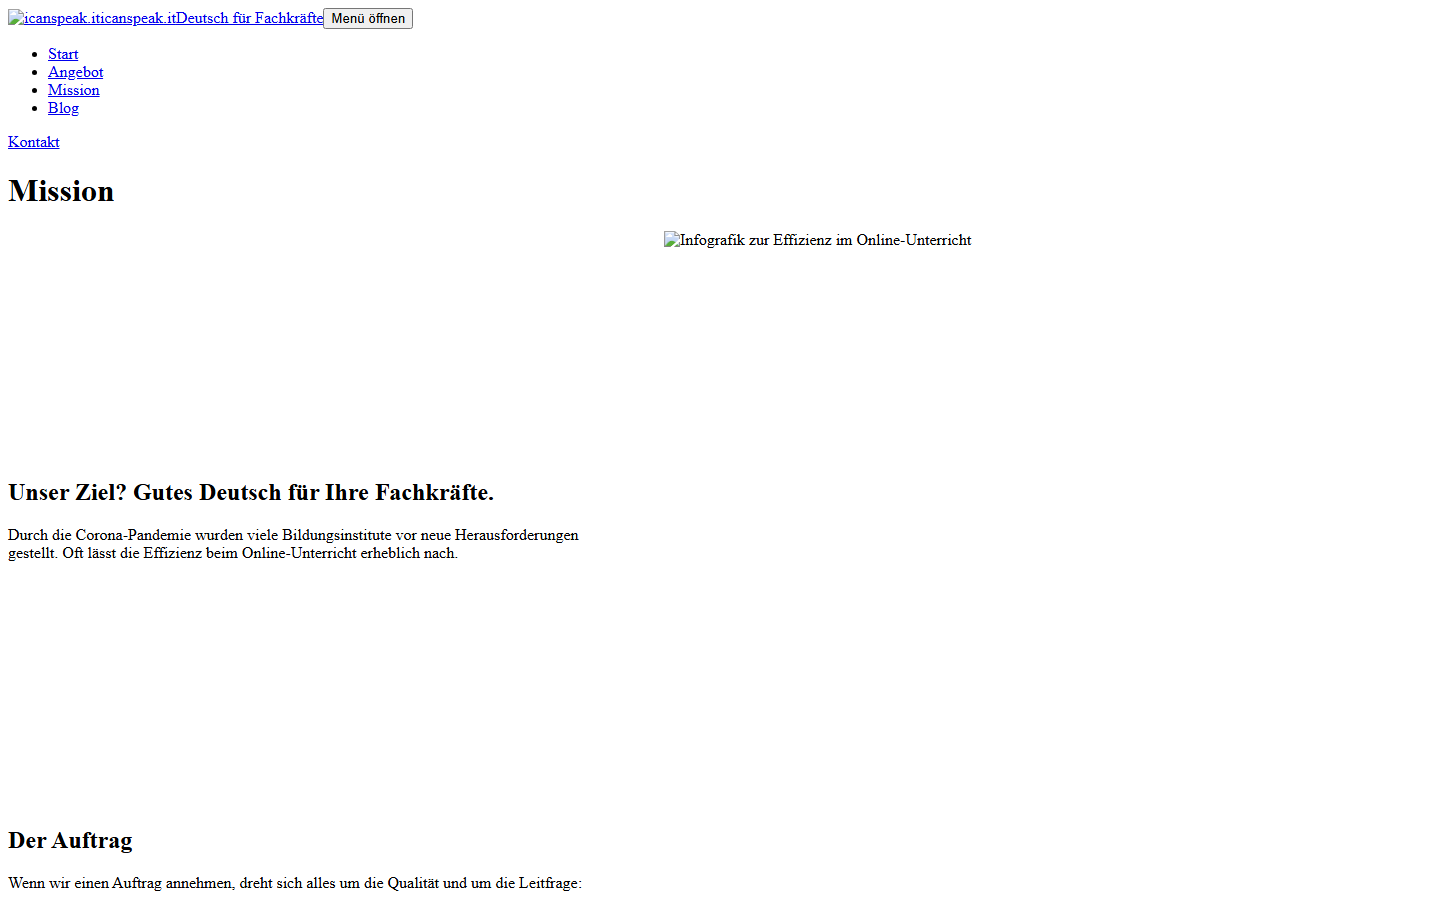 icanspeak.iticanspeak.itDeutsch für FachkräfteMenü öffnen
Start
Angebot
Mission
Blog
Kontakt
Mission
Infografik zur Effizienz im Online-Unterricht
Unser Ziel? Gutes Deutsch für Ihre Fachkräfte.
Durch die Corona-Pandemie wurden viele Bildungsinstitute vor neue Herausforderungen
gestellt. Oft lässt die Effizienz beim Online-Unterricht erheblich nach.
Der Auftrag
Wenn wir einen Auftrag annehmen, dreht sich alles um die Qualität und um die Leitfrage: